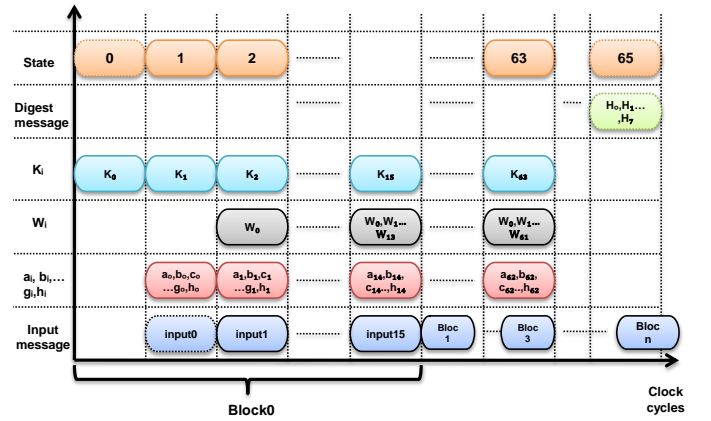 State 0 1 2 ........ ........ 63 65
Digest message ........ ........ ..... H₀,H₁… ,H₇
Kᵢ K₀ K₁ K₂ ........ K₁₅ ........ K₆₃
Wᵢ W₀ ........ W₀,W₁... W₁₃ ........ W₀,W₁... W₆₁
aᵢ, bᵢ,... gᵢ,hᵢ a₀,b₀,c₀ …g₀,h₀ a₁,b₁,c₁ …g₁,h₁ ........ a₁₄,b₁₄, c₁₄..,h₁₄ ........ a₆₂,b₆₂, c₆₂..,h₆₂
Input message input0 input1 ........ input15 Bloc 1 ..... Bloc 3 ...... Bloc n
Block0
Clock cycles